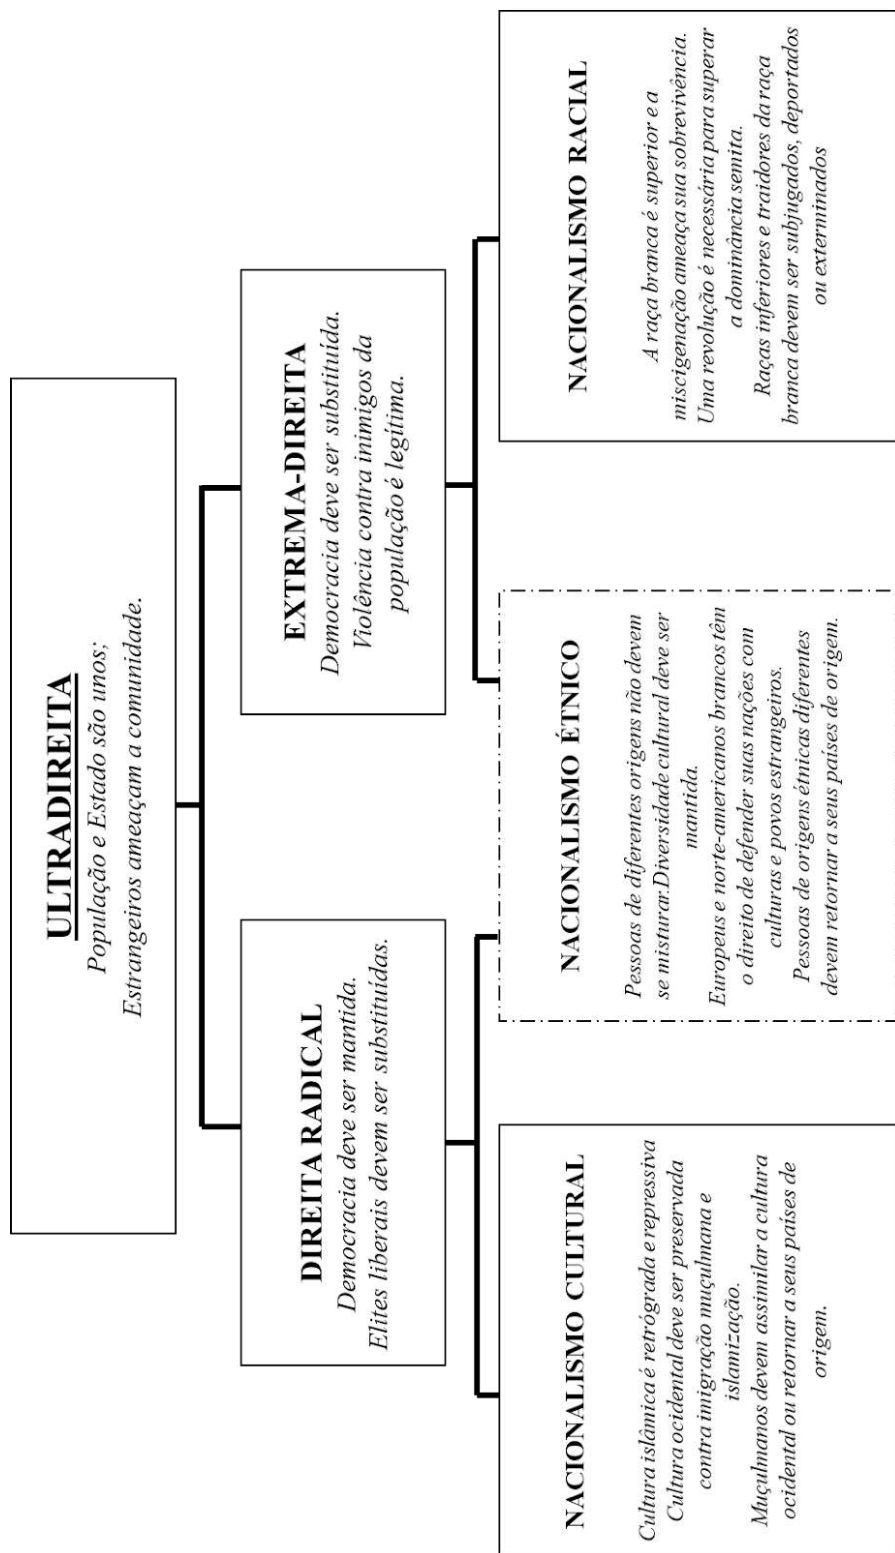 ULTRADIREITA
População e Estado são unos;
Estrangeiros ameaçam a comunidade.
DIREITA RADICAL
Democracia deve ser mantida.
Elites liberais devem ser substituídas.
EXTREMA-DIREITA
Democracia deve ser substituída.
Violência contra inimigos da
população é legítima.
NACIONALISMO CULTURAL
Cultura islâmica é retrógrada e repressiva
Cultura ocidental deve ser preservada
contra imigração muçulmana e
islamização.
Muçulmanos devem assimilar a cultura
ocidental ou retornar a seus países de
origem.
NACIONALISMO ÉTNICO
Pessoas de diferentes origens não devem
se misturar.Diversidade cultural deve ser
mantida.
Europeus e norte-americanos brancos têm
o direito de defender suas nações com
culturas e povos estrangeiros.
Pessoas de origens étnicas diferentes
devem retornar a seus países de origem.
NACIONALISMO RACIAL
A raça branca é superior e a
miscigenação ameaça sua sobrevivência.
Uma revolução é necessária para superar
a dominância semita.
Raças inferiores e traidores da raça
branca devem ser subjugados, deportados
ou exterminados